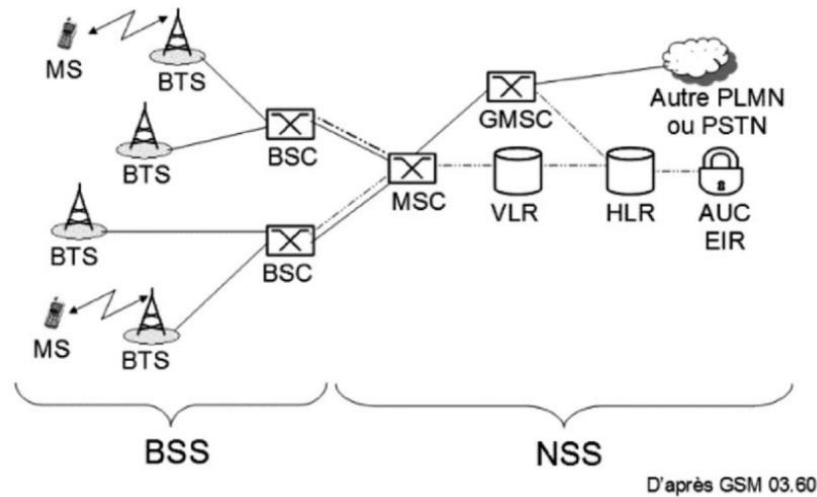 MS
BTS
BTS
BSC
BTS
BSC
MS
BTS
MSC
GMSC
Autre PLMN
ou PSTN
VLR
HLR
AUC
EIR
BSS
NSS
D'après GSM 03.60